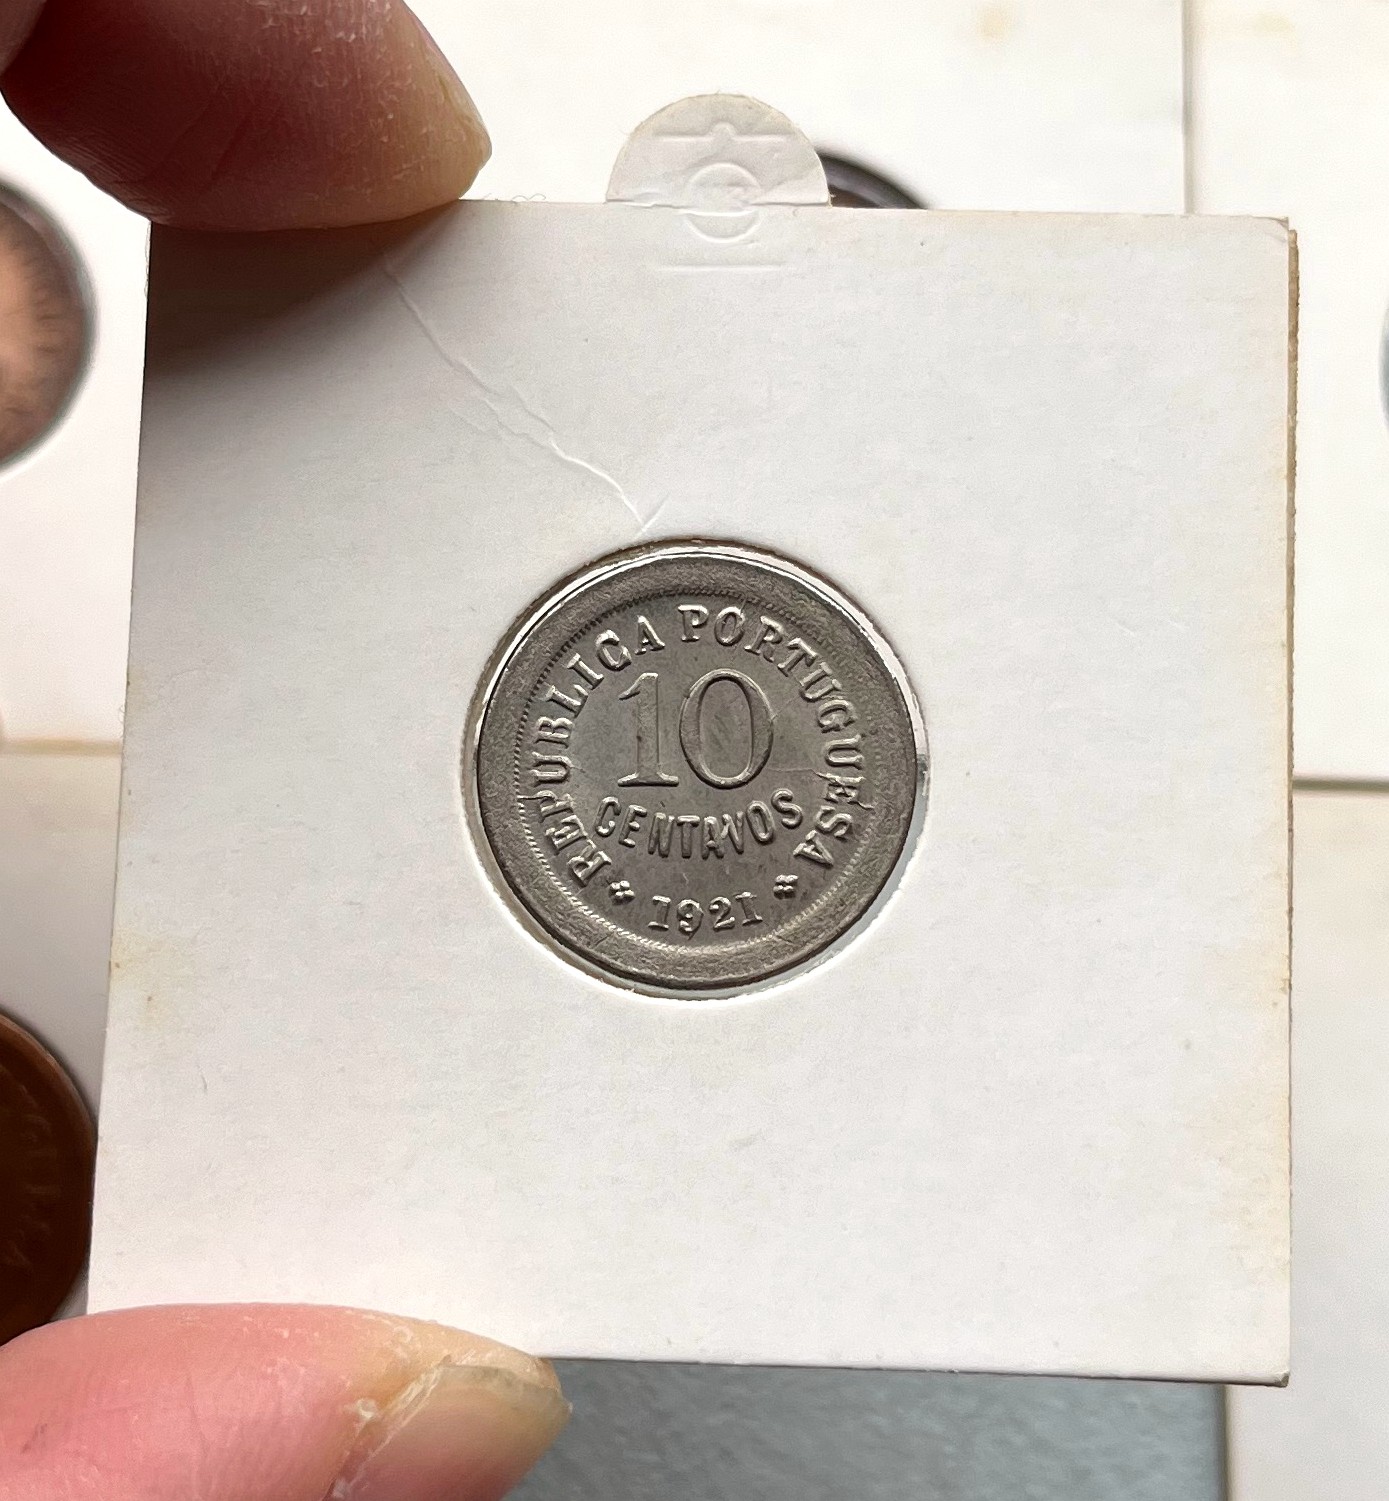 REPUBLICA PORTUGUESA
10
CENTAVOS
1921